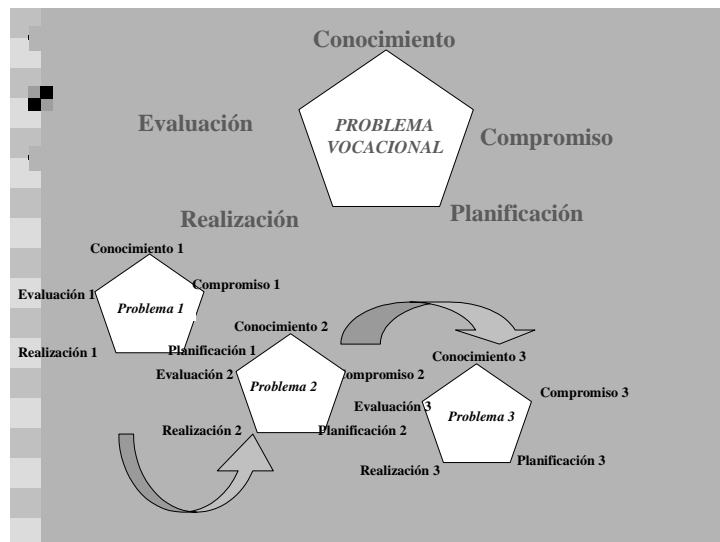 Conocimiento
Evaluación
PROBLEMA
VOCACIONAL
Compromiso
Realización
Planificación
Conocimiento 1
Evaluación 1
Compromiso 1
Problema 1
Realización 1
Planificación 1
Conocimiento 2
Evaluación 2
ompromiso 2
Problema 2
Realización 2
Planificación 2
Conocimiento 3
Evaluación 3
Compromiso 3
Problema 3
Realización 3
Planificación 3